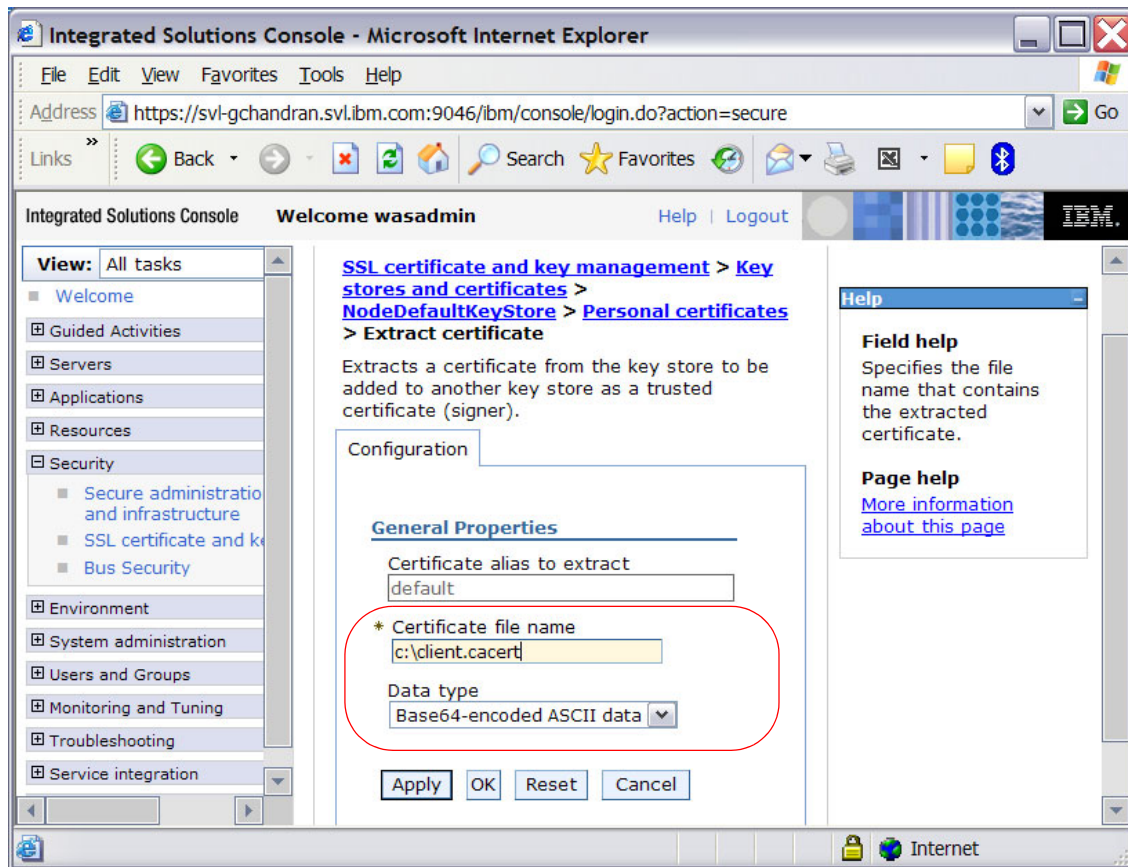 Integrated Solutions Console - Microsoft Internet Explorer
File Edit View Favorites Tools Help
Address https://svl-gchandran.svl.ibm.com:9046/ibm/console/login.do?action=secure Go
Links » Back Search Favorites
Integrated Solutions Console Welcome wasadmin Help | Logout IBM.
View: All tasks
Welcome
Guided Activities
Servers
Applications
Resources
Security
Secure administratio
and infrastructure
SSL certificate and ke
Bus Security
Environment
System administration
Users and Groups
Monitoring and Tuning
Troubleshooting
Service integration
SSL certificate and key management > Key
stores and certificates >
NodeDefaultKeyStore > Personal certificates
> Extract certificate
Extracts a certificate from the key store to be
added to another key store as a trusted
certificate (signer).
Configuration
General Properties
Certificate alias to extract
default
* Certificate file name
c:\client.cacert
Data type
Base64-encoded ASCII data
Apply OK Reset Cancel
Help
Field help
Specifies the file
name that contains
the extracted
certificate.
Page help
More information
about this page
Internet